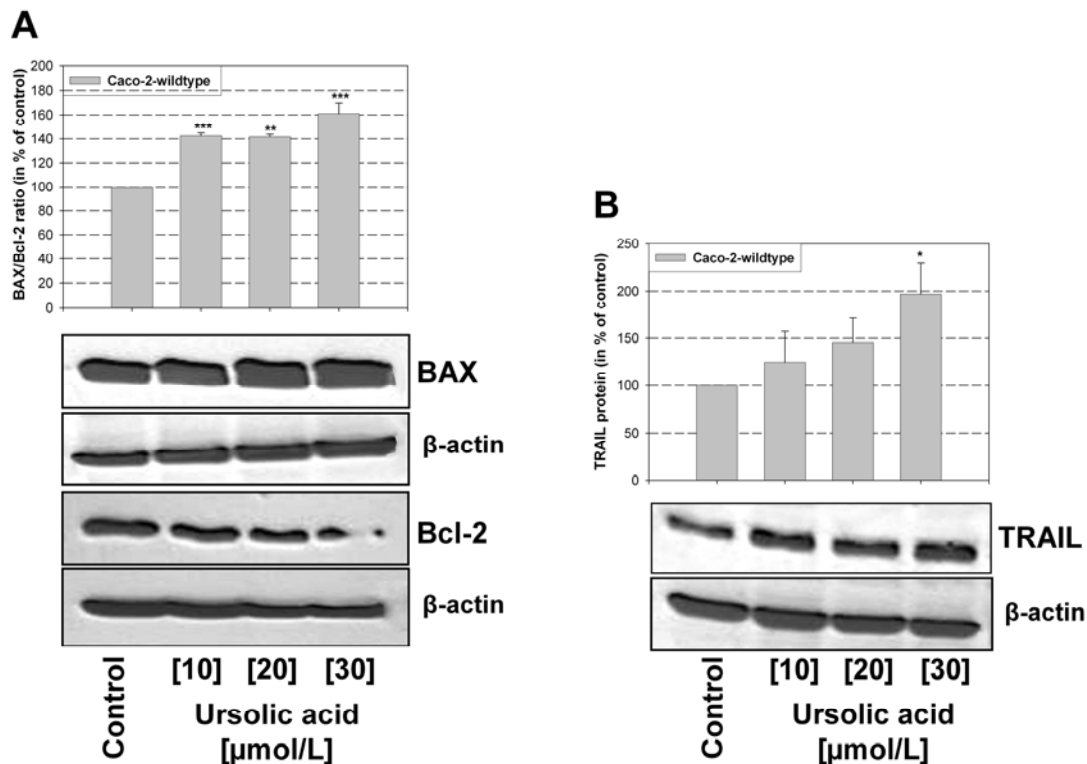 A
BAX/Bcl-2 ratio (in % of control)
200
180
160
140
120
100
80
60
40
20
0
Caco-2-wildtype
***
**
***
BAX
β-actin
Bcl-2
β-actin
Control
[10]
[20]
[30]
Ursolic acid
[µmol/L]
B
TRAIL protein (in % of control)
250
200
150
100
50
0
Caco-2-wildtype
*
TRAIL
β-actin
Control
[10]
[20]
[30]
Ursolic acid
[µmol/L]